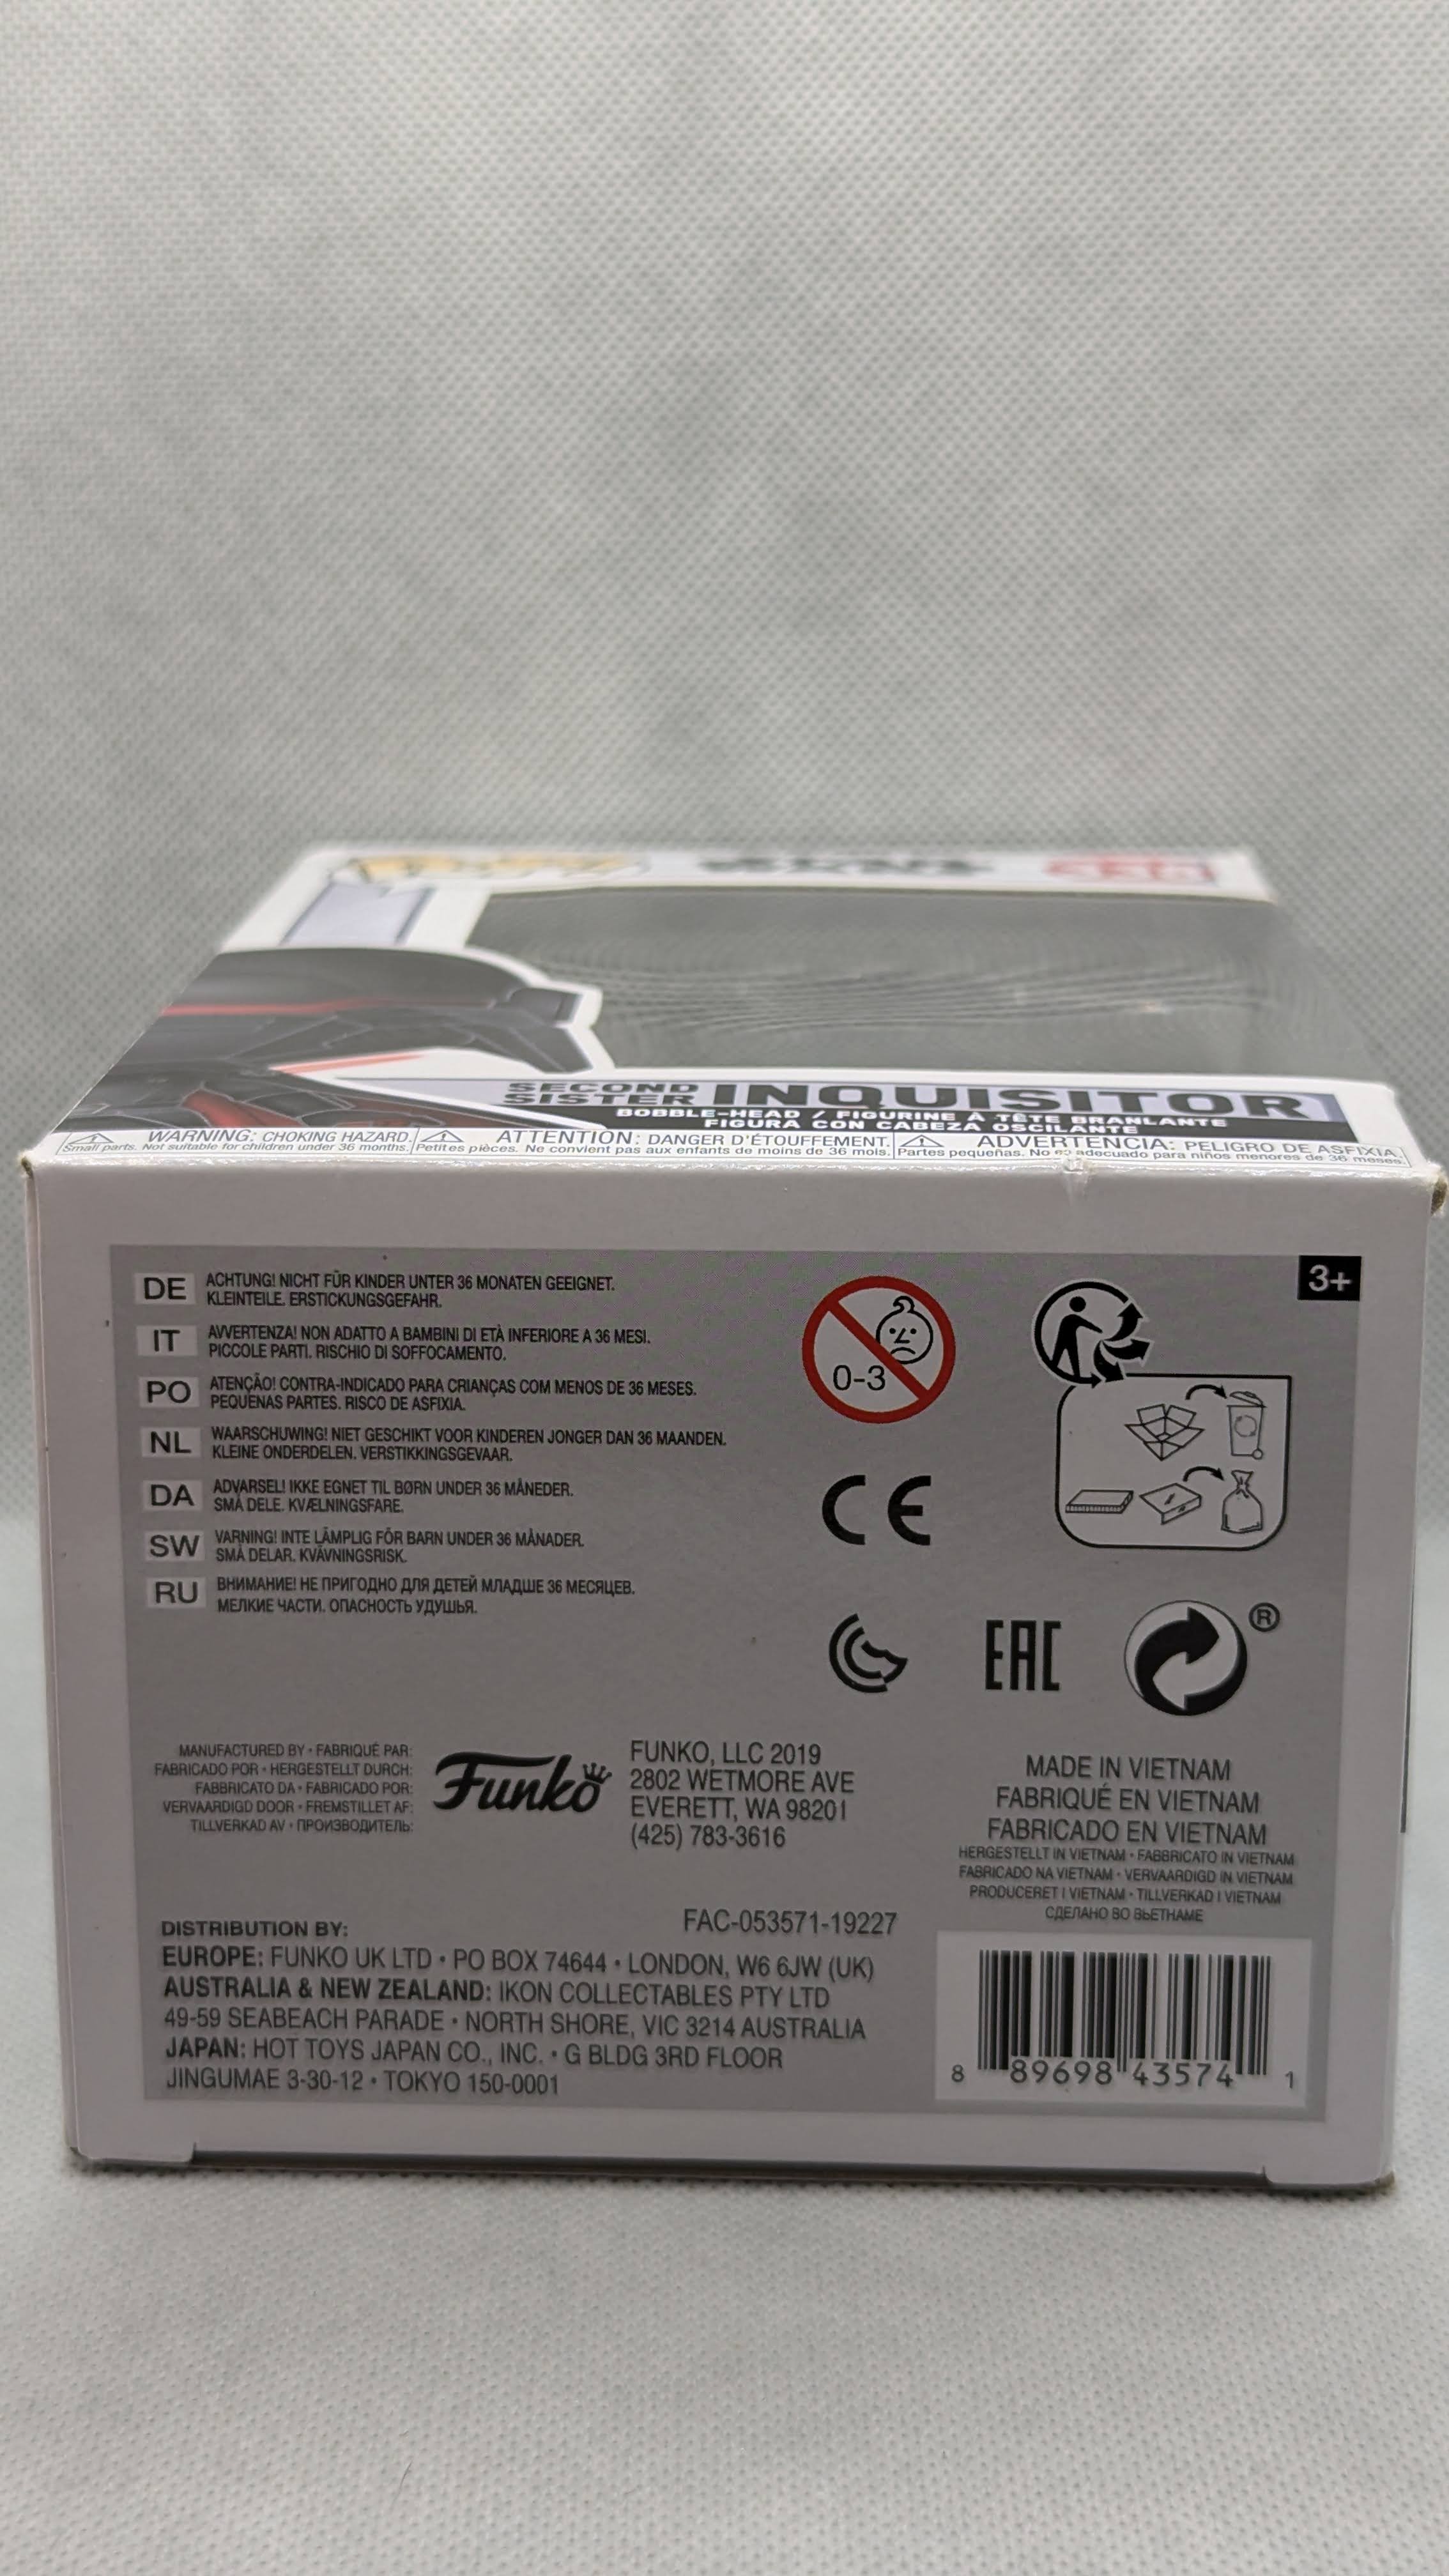 SECOND
SISTER INQUISITOR
BOBBLE-HEAD / FIGURINE À TÊTE BRANLANTE
FIGURA CON CABEZA OSCILANTE
WARNING: CHOKING HAZARD.
Small parts. Not suitable for children under 36 months.
ATTENTION: DANGER D'ÉTOUFFEMENT.
Petites pièces. Ne convient pas aux enfants de moins de 36 mois.
ADVERTENCIA: PELIGRO DE ASFIXIA.
Partes pequeñas. No es adecuado para niños menores de 36 meses.
3+
DE ACHTUNG! NICHT FÜR KINDER UNTER 36 MONATEN GEEIGNET.
KLEINTEILE. ERSTICKUNGSGEFAHR.
IT AVVERTENZA! NON ADATTO A BAMBINI DI ETÀ INFERIORE A 36 MESI.
PICCOLE PARTI. RISCHIO DI SOFFOCAMENTO.
PO ATENÇÃO! CONTRA-INDICADO PARA CRIANÇAS COM MENOS DE 36 MESES.
PEQUENAS PARTES. RISCO DE ASFIXIA.
NL WAARSCHUWING! NIET GESCHIKT VOOR KINDEREN JONGER DAN 36 MAANDEN.
KLEINE ONDERDELEN. VERSTIKKINGSGEVAAR.
DA ADVARSEL! IKKE EGNET TIL BØRN UNDER 36 MÅNEDER.
SMÅ DELE. KVÆLNINGSFARE.
SW VARNING! INTE LÄMPLIG FÖR BARN UNDER 36 MÅNADER.
SMÅ DELAR. KVÄVNINGSRISK.
RU ВНИМАНИЕ! НЕ ПРИГОДНО ДЛЯ ДЕТЕЙ МЛАДШЕ 36 МЕСЯЦЕВ.
МЕЛКИЕ ЧАСТИ. ОПАСНОСТЬ УДУШЬЯ.
0-3
CE
EAC
®
MANUFACTURED BY • FABRIQUÉ PAR:
FABRICADO POR • HERGESTELLT DURCH:
FABBRICATO DA • FABRICADO POR:
VERVAARDIGD DOOR • FREMSTILLET AF:
TILLVERKAD AV • ПРОИЗВОДИТЕЛЬ:
Funko
FUNKO, LLC 2019
2802 WETMORE AVE
EVERETT, WA 98201
(425) 783-3616
MADE IN VIETNAM
FABRIQUÉ EN VIETNAM
FABRICADO EN VIETNAM
HERGESTELLT IN VIETNAM • FABBRICATO IN VIETNAM
FABRICADO NA VIETNAM • VERVAARDIGD IN VIETNAM
PRODUCERET I VIETNAM • TILLVERKAD I VIETNAM
СДЕЛАНО ВО ВЬЕТНАМЕ
FAC-053571-19227
DISTRIBUTION BY:
EUROPE: FUNKO UK LTD • PO BOX 74644 • LONDON, W6 6JW (UK)
AUSTRALIA & NEW ZEALAND: IKON COLLECTABLES PTY LTD
49-59 SEABEACH PARADE • NORTH SHORE, VIC 3214 AUSTRALIA
JAPAN: HOT TOYS JAPAN CO., INC. • G BLDG 3RD FLOOR
JINGUMAE 3-30-12 • TOKYO 150-0001
8 89698 43574 1